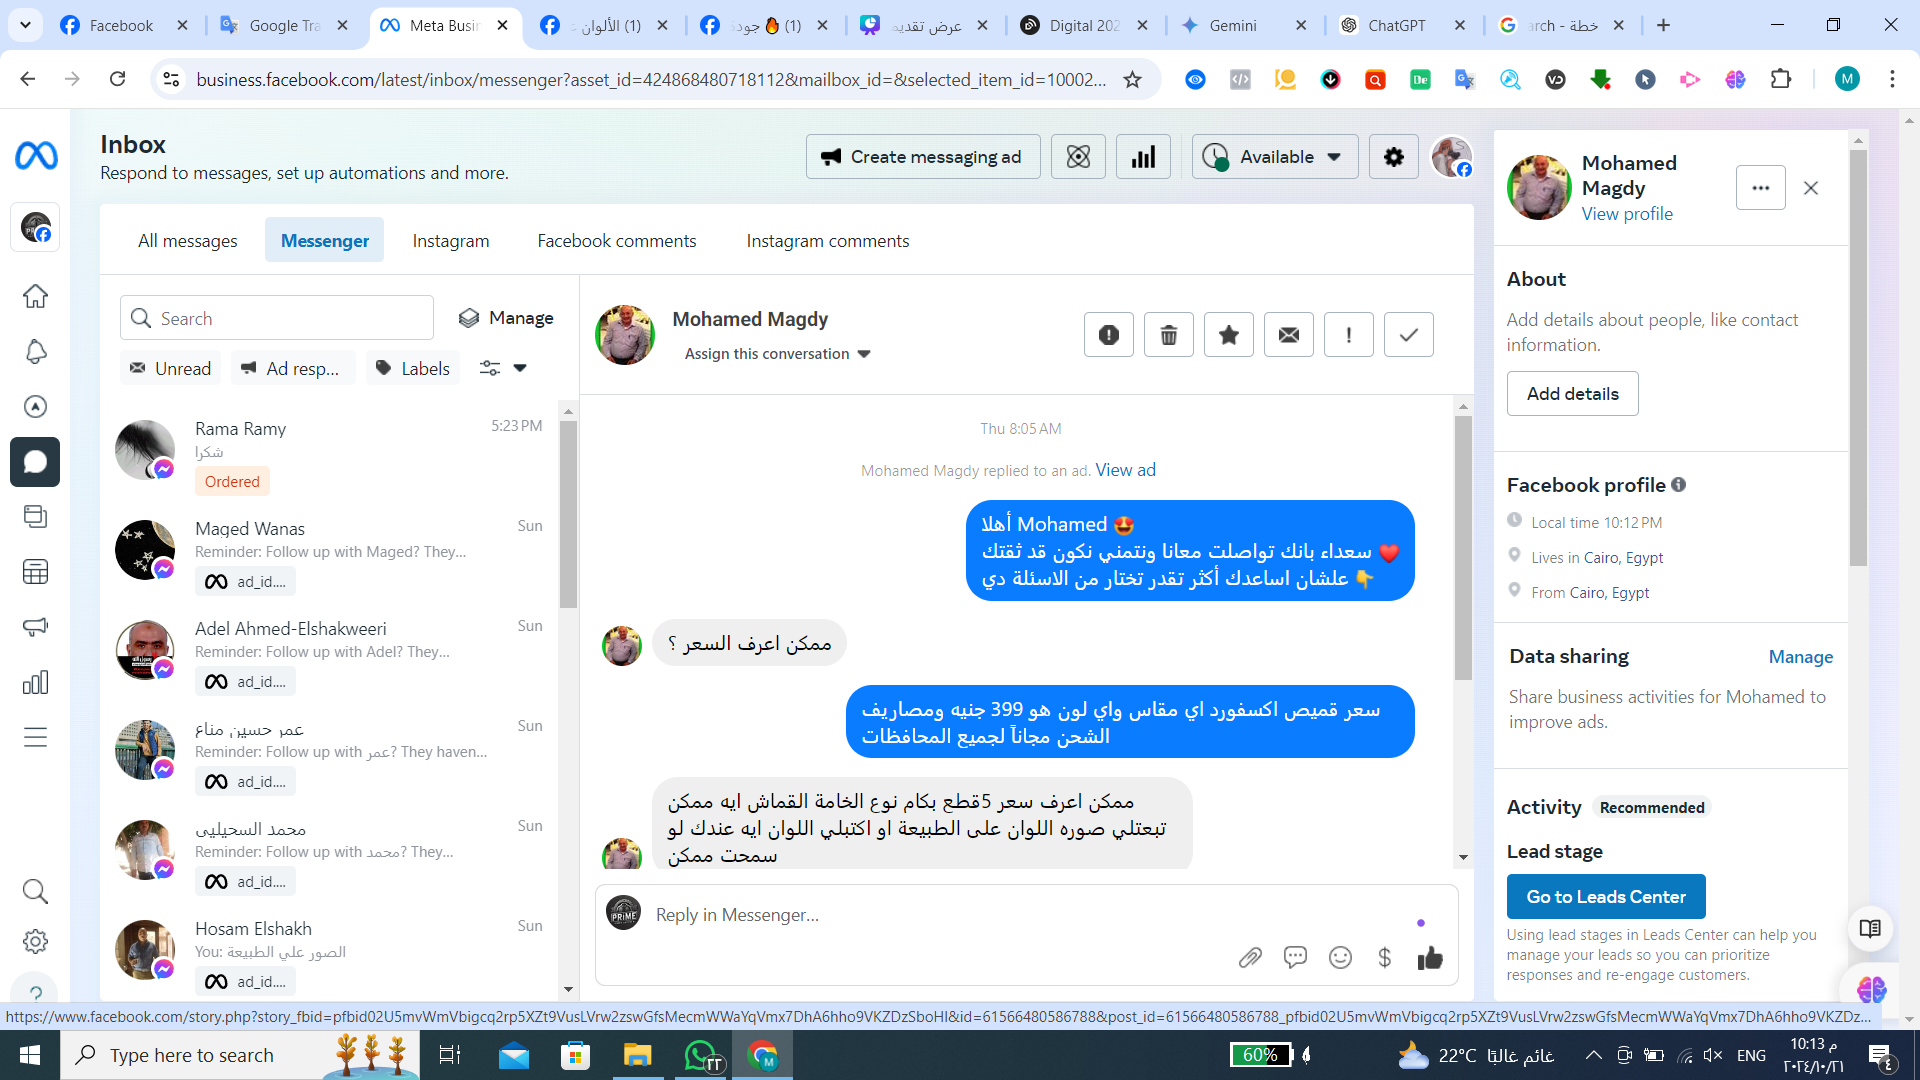 Facebook
Google Tra
Meta Busin
(1) الألوان
(1) 🔥 جودة
عرض تقديم
Digital 202
Gemini
ChatGPT
خطة - arch
business.facebook.com/latest/inbox/messenger?asset_id=424868480718112&mailbox_id=&selected_item_id=10002...
M
Inbox
Respond to messages, set up automations and more.
Create messaging ad
Available
All messages
Messenger
Instagram
Facebook comments
Instagram comments
Search
Manage
Unread
Ad resp...
Labels
Rama Ramy
5:23 PM
شكرا
Ordered
Maged Wanas
Sun
Reminder: Follow up with Maged? They...
ad_id....
Adel Ahmed-Elshakweeri
Sun
Reminder: Follow up with Adel? They...
ad_id....
عمر حسين مناع
Sun
Reminder: Follow up with عمر? They haven...
ad_id....
محمد السحيليي
Sun
Reminder: Follow up with محمد? They...
ad_id....
Hosam Elshakh
Sun
You: الصور علي الطبيعة
ad_id....
Mohamed Magdy
Assign this conversation
Thu 8:05 AM
Mohamed Magdy replied to an ad. View ad
أهلا Mohamed 🤩
سعداء بانك تواصلت معانا ونتمني نكون قد ثقتك ❤️
علشان اساعدك أكثر تقدر تختار من الاسئلة دي 👇
ممكن اعرف السعر ؟
سعر قميص اكسفورد اي مقاس واي لون هو 399 جنيه ومصاريف
الشحن مجاناً لجميع المحافظات
ممكن اعرف سعر 5قطع بكام نوع الخامة القماش ايه ممكن
تبعتلي صوره اللوان على الطبيعة او اكتبلي اللوان ايه عندك لو
سمحت ممكن
PRIME
Reply in Messenger...
Mohamed
Magdy
View profile
About
Add details about people, like contact
information.
Add details
Facebook profile
Local time 10:12 PM
Lives in Cairo, Egypt
From Cairo, Egypt
Data sharing
Manage
Share business activities for Mohamed to
improve ads.
Activity
Recommended
Lead stage
Go to Leads Center
Using lead stages in Leads Center can help you
manage your leads so you can prioritize
responses and re-engage customers.
https://www.facebook.com/story.php?story_fbid=pfbid02U5mvWmVbigcq2rp5XZt9VusLVrw2zswGfsMecmWWaYqVmx7DhA6hho9VKZDzSboHl&id=61566480586788&post_id=61566480586788_pfbid02U5mvWmVbigcq2rp5XZt9VusLVrw2zswGfsMecmWWaYqVmx7DhA6hho9VKZDz...
Type here to search
٢٢
M
60%
22°C غائم غالبًا
ENG
10:13 م
٢٠٢٤/١٠/٢١
٤